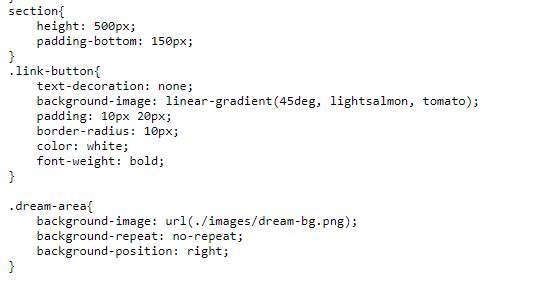 section{
    height: 500px;
    padding-bottom: 150px;
}
.link-button{
    text-decoration: none;
    background-image: linear-gradient(45deg, lightsalmon, tomato);
    padding: 10px 20px;
    border-radius: 10px;
    color: white;
    font-weight: bold;
}

.dream-area{
    background-image: url(./images/dream-bg.png);
    background-repeat: no-repeat;
    background-position: right;
}